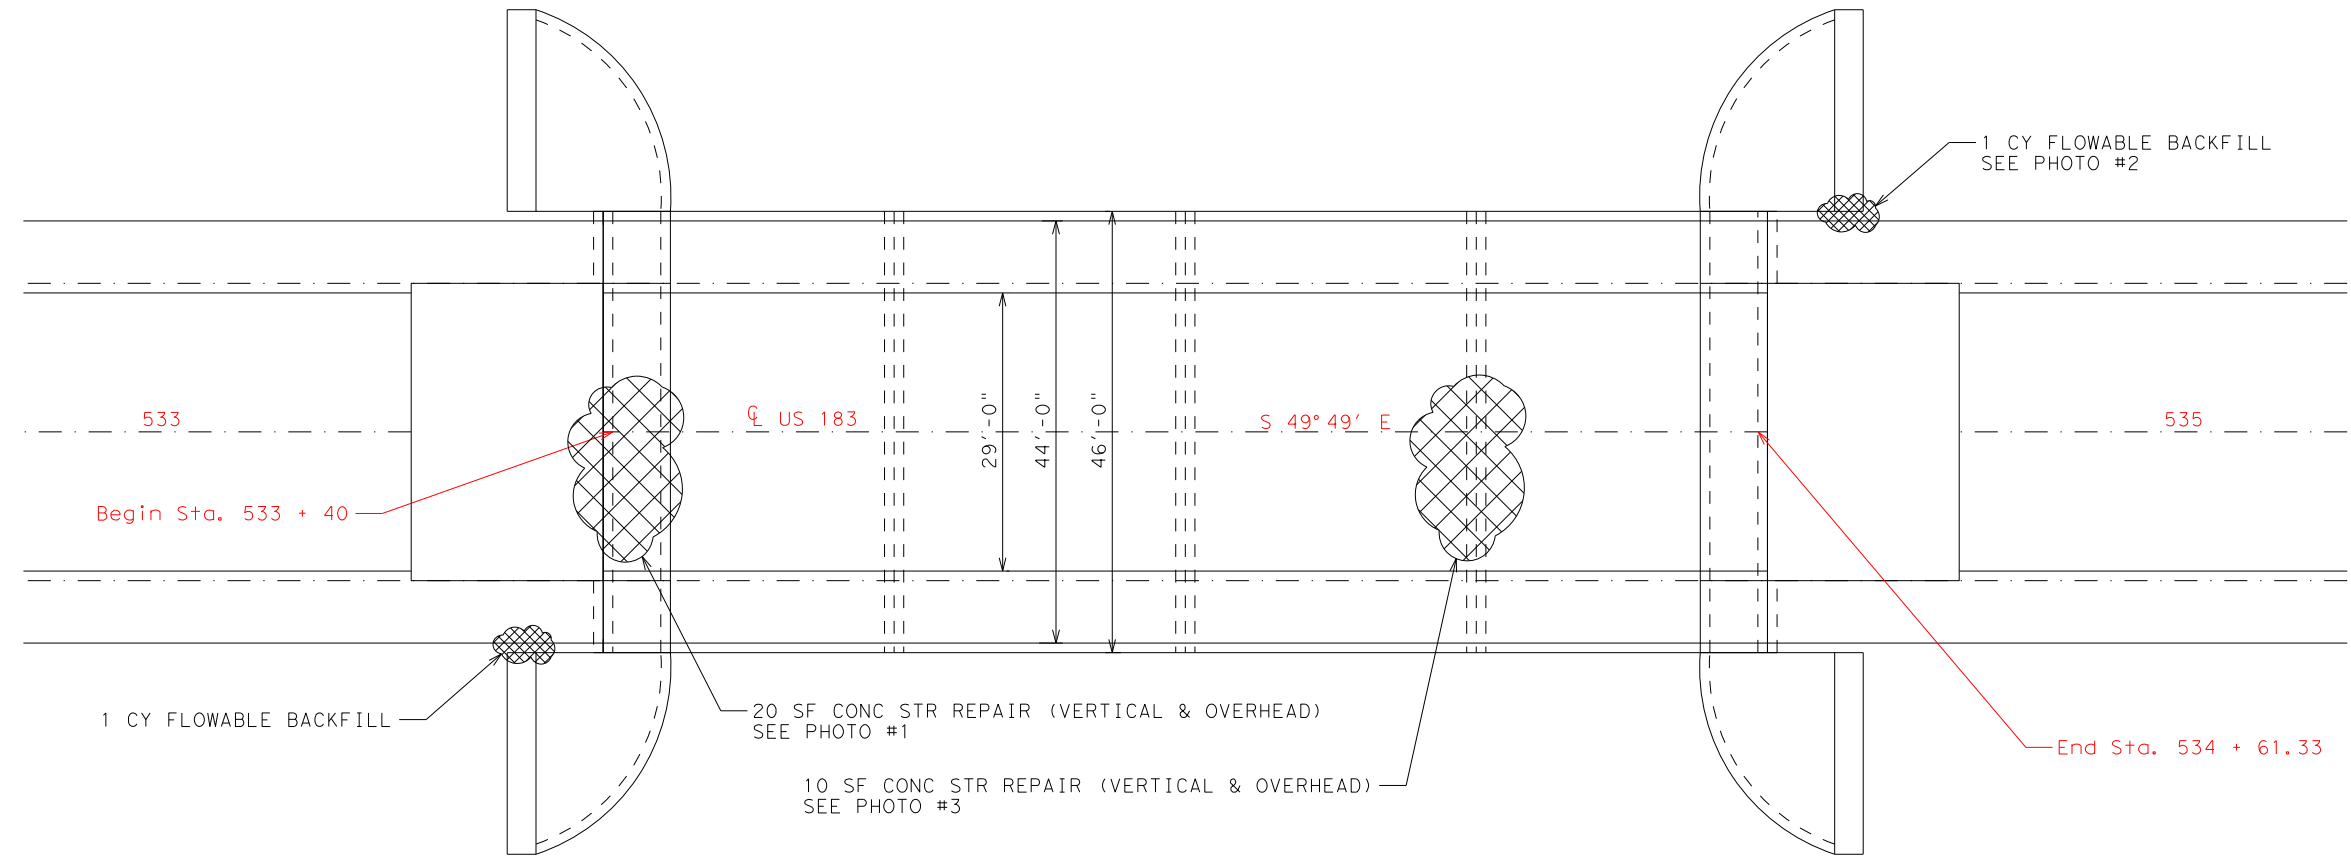 1 CY FLOWABLE BACKFILL
SEE PHOTO #2
533
℄ US 183
29'-0"
44'-0"
46'-0"
S 49°49' E
535
Begin Sta. 533 + 40
1 CY FLOWABLE BACKFILL
20 SF CONC STR REPAIR (VERTICAL & OVERHEAD)
SEE PHOTO #1
End Sta. 534 + 61.33
10 SF CONC STR REPAIR (VERTICAL & OVERHEAD)
SEE PHOTO #3